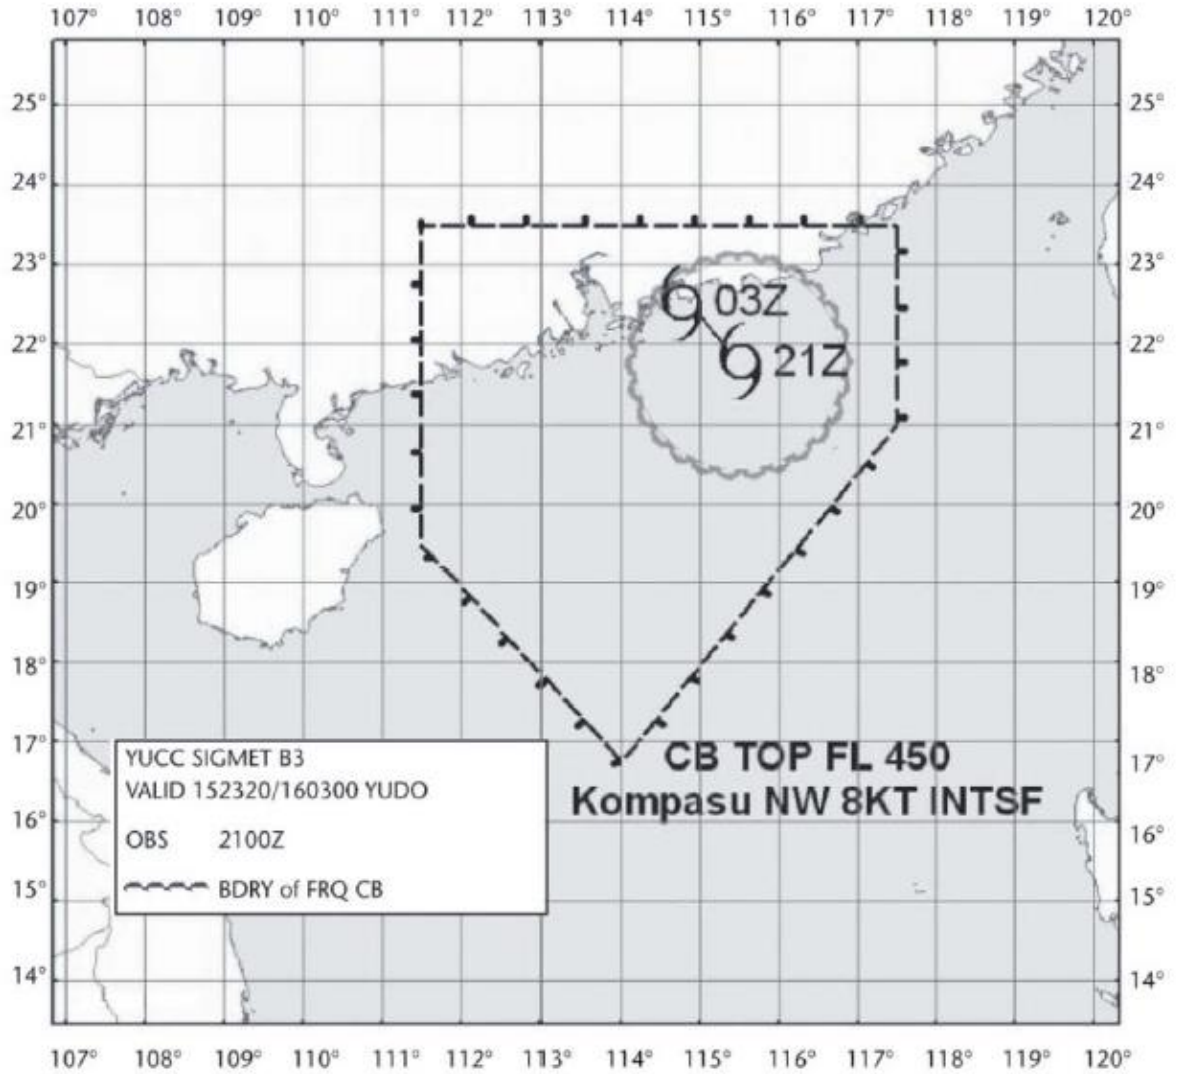 107° 108° 109° 110° 111° 112° 113° 114° 115° 116° 117° 118° 119° 120°
25° 25°
24° 24°
23° 23°
03Z
22° 22°
21Z
21° 21°
20° 20°
19° 19°
18° 18°
17° 17°
CB TOP FL 450
Kompasu NW 8KT INTSF
YUCC SIGMET B3
VALID 152320/160300 YUDO
16° 16°
OBS 2100Z
BDRY of FRQ CB
15° 15°
14° 14°
107° 108° 109° 110° 111° 112° 113° 114° 115° 116° 117° 118° 119° 120°